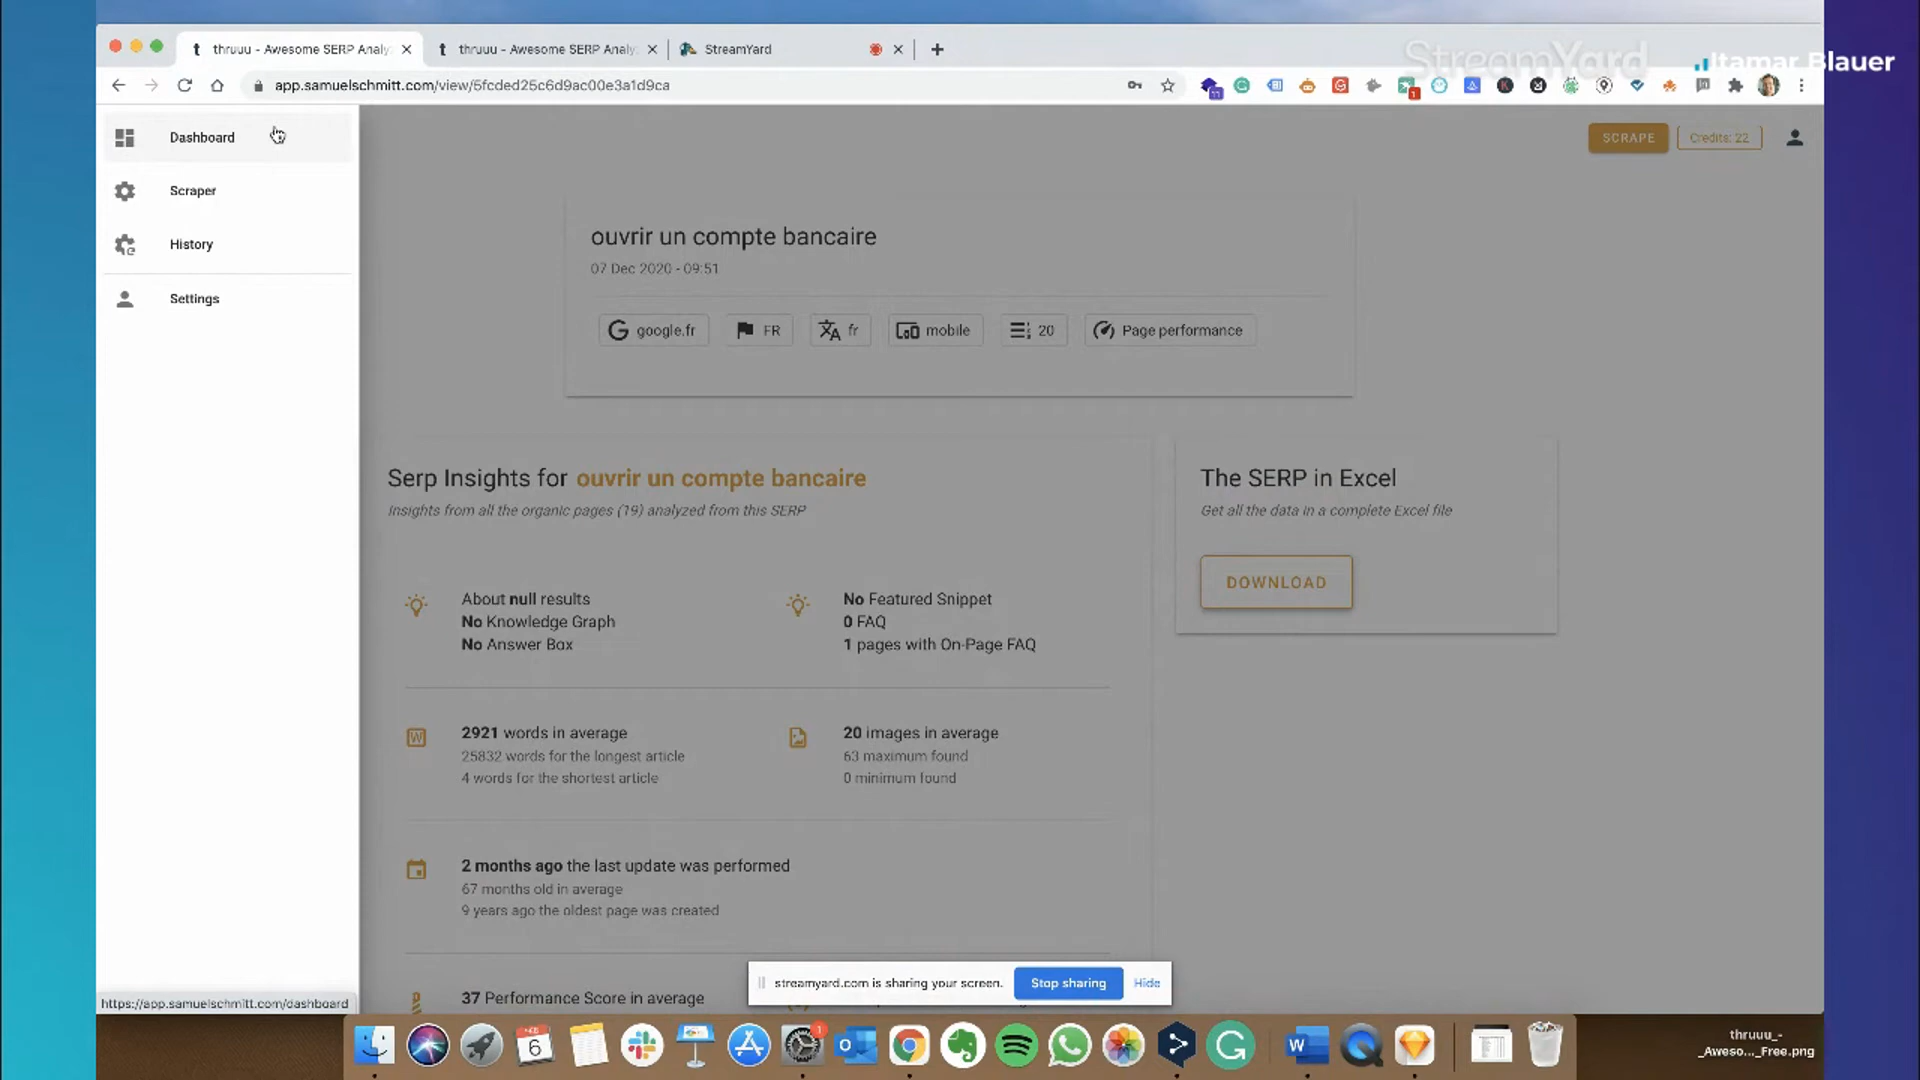 thruuu - Awesome SERP Analy
thruuu - Awesome SERP Analy
StreamYard
StreamYard
Itamar Blauer
app.samuelschmitt.com/view/5fcded25c6d9ac00e3a1d9ca
Dashboard
SCRAPE
Credits: 22
Scraper
History
Settings
ouvrir un compte bancaire
07 Dec 2020 - 09:51
google.fr
FR
fr
mobile
20
Page performance
Serp Insights for ouvrir un compte bancaire
Insights from all the organic pages (19) analyzed from this SERP
The SERP in Excel
Get all the data in a complete Excel file
DOWNLOAD
About null results
No Knowledge Graph
No Answer Box
No Featured Snippet
0 FAQ
1 pages with On-Page FAQ
2921 words in average
25832 words for the longest article
4 words for the shortest article
20 images in average
63 maximum found
0 minimum found
2 months ago the last update was performed
67 months old in average
9 years ago the oldest page was created
37 Performance Score in average
streamyard.com is sharing your screen.
Stop sharing
Hide
https://app.samuelschmitt.com/dashboard
6
1
thruuu_-
_Aweso..._Free.png